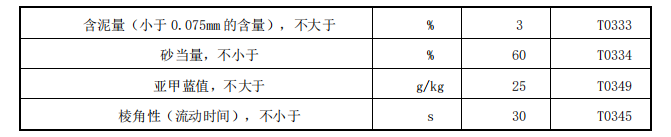 含泥量（小于 0.075mm 的含量），不大于 % 3 T0333
砂当量，不小于 % 60 T0334
亚甲蓝值，不大于 g/kg 25 T0349
棱角性（流动时间），不小于 s 30 T0345